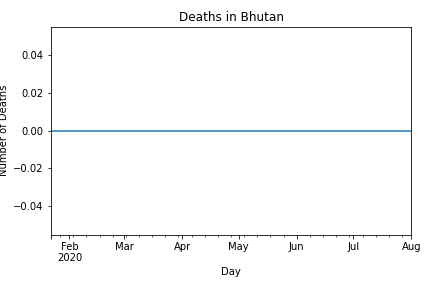 Deaths in Bhutan
Number of Deaths
0.04
0.02
0.00
−0.02
−0.04
Feb
2020
Mar
Apr
May
Jun
Jul
Aug
Day